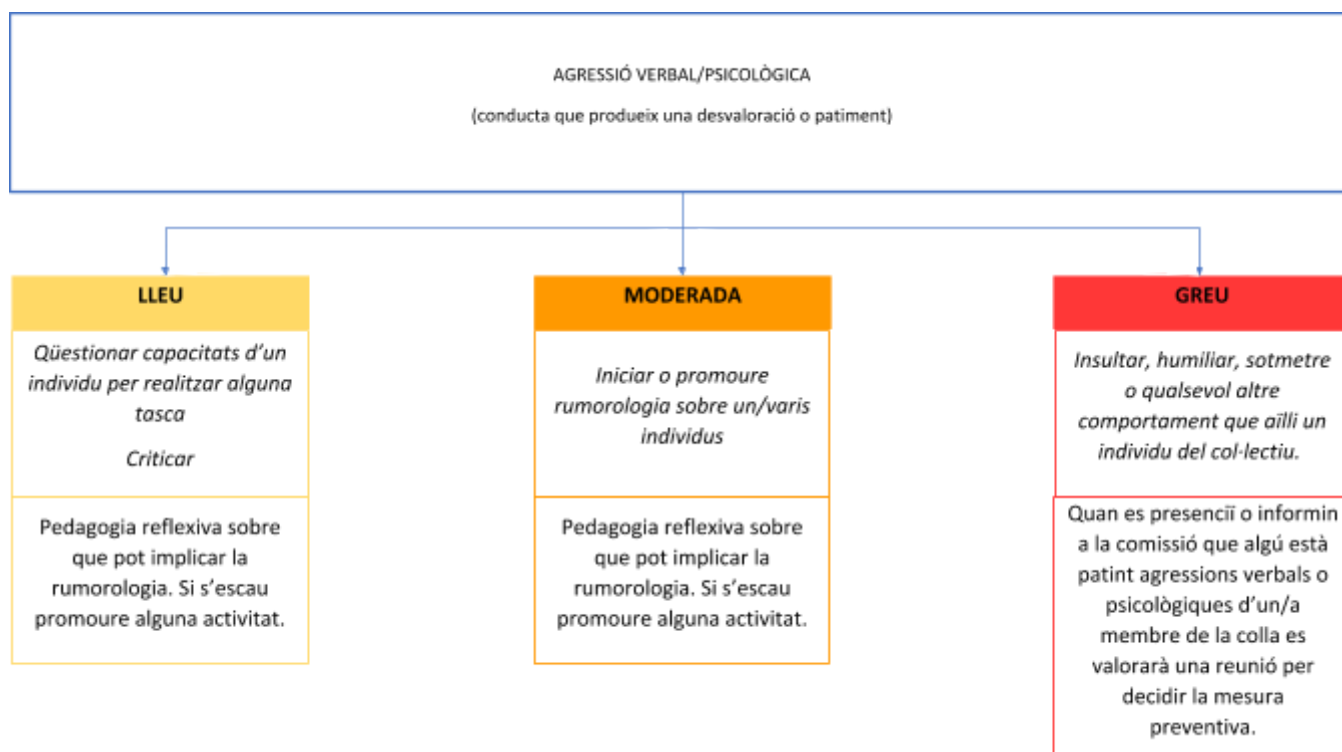 AGRESSIÓ VERBAL/PSICOLÒGICA
(conducta que produeix una desvaloració o patiment)
LLEU
Qüestionar capacitats d'un
individu per realitzar alguna
tasca
Criticar
Pedagogia reflexiva sobre
que pot implicar la
rumorologia. Si s'escau
promoure alguna activitat.
MODERADA
Iniciar o promoure
rumorologia sobre un/varis
individus
Pedagogia reflexiva sobre
que pot implicar la
rumorologia. Si s'escau
promoure alguna activitat.
GREU
Insultar, humiliar, sotmetre
o qualsevol altre
comportament que aïlli un
individu del col·lectiu.
Quan es presenciï o informin
a la comissió que algú està
patint agressions verbals o
psicològiques d'un/a
membre de la colla es
valorarà una reunió per
decidir la mesura
preventiva.